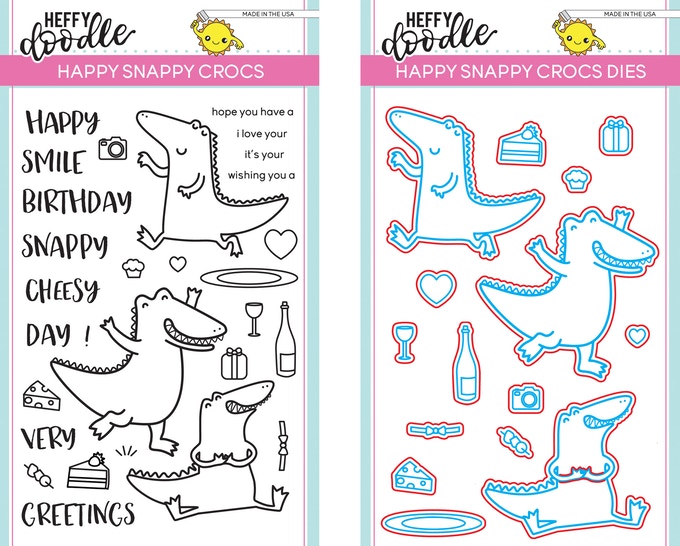 HEFFY
doodle
MADE IN THE USA
HAPPY SNAPPY CROCS
HAPPY
SMILE
BIRTHDAY
SNAPPY
CHEESY
DAY !
VERY
GREETINGS
hope you have a
i love your
it's your
wishing you a
HEFFY
doodle
MADE IN THE USA
HAPPY SNAPPY CROCS DIES